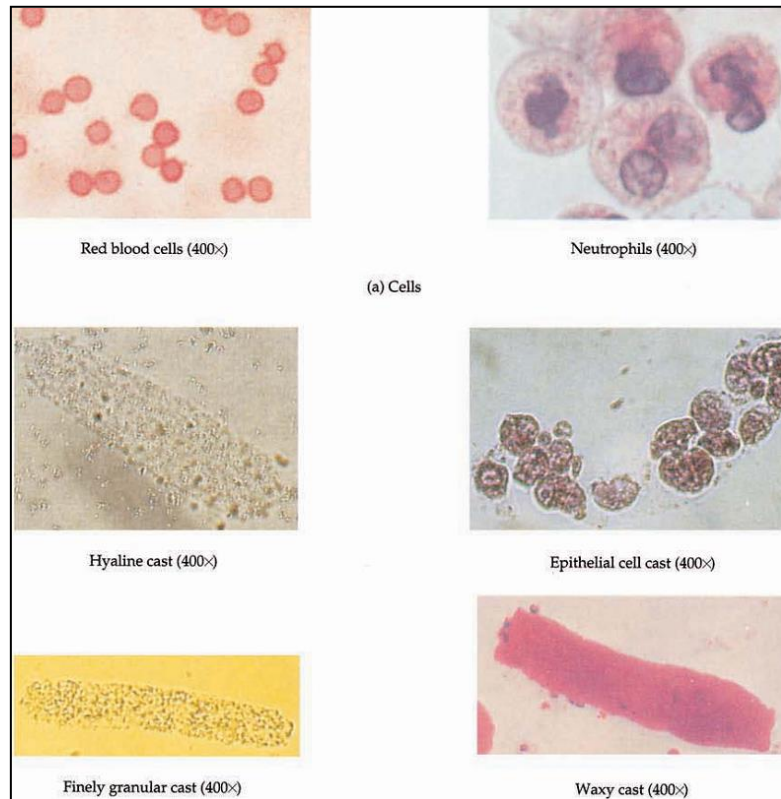 Red blood cells (400×)
Neutrophils (400×)
(a) Cells
Hyaline cast (400×)
Epithelial cell cast (400×)
Finely granular cast (400×)
Waxy cast (400×)